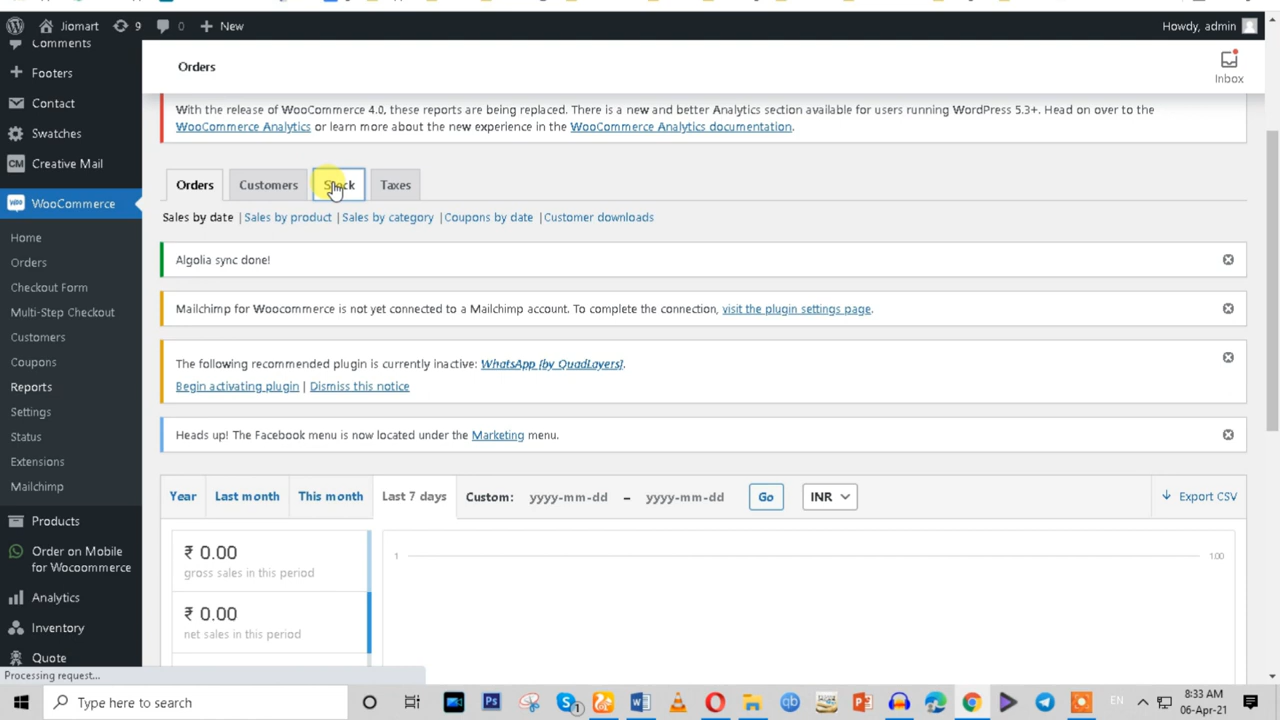 Jiomart 9 0 New Howdy, admin
Comments
Footers
Contact
Swatches
CM Creative Mail
WooCommerce
Home
Orders
Checkout Form
Multi-Step Checkout
Customers
Coupons
Reports
Settings
Status
Extensions
Mailchimp
Products
Order on Mobile
for Wocoommerce
Analytics
Inventory
Quote
Orders
Inbox
With the release of WooCommerce 4.0, these reports are being replaced. There is a new and better Analytics section available for users running WordPress 5.3+. Head on over to the
WooCommerce Analytics or learn more about the new experience in the WooCommerce Analytics documentation.
Orders Customers Stock Taxes
Sales by date | Sales by product | Sales by category | Coupons by date | Customer downloads
Algolia sync done!
Mailchimp for Woocommerce is not yet connected to a Mailchimp account. To complete the connection, visit the plugin settings page.
The following recommended plugin is currently inactive: WhatsApp [by QuadLayers].
Begin activating plugin | Dismiss this notice
Heads up! The Facebook menu is now located under the Marketing menu.
Year Last month This month Last 7 days Custom: yyyy-mm-dd – yyyy-mm-dd Go INR Export CSV
₹ 0.00
gross sales in this period
₹ 0.00
net sales in this period
1 1.00
Processing request...
Type here to search
Ps
1
qb
EN
8:33 AM
06-Apr-21